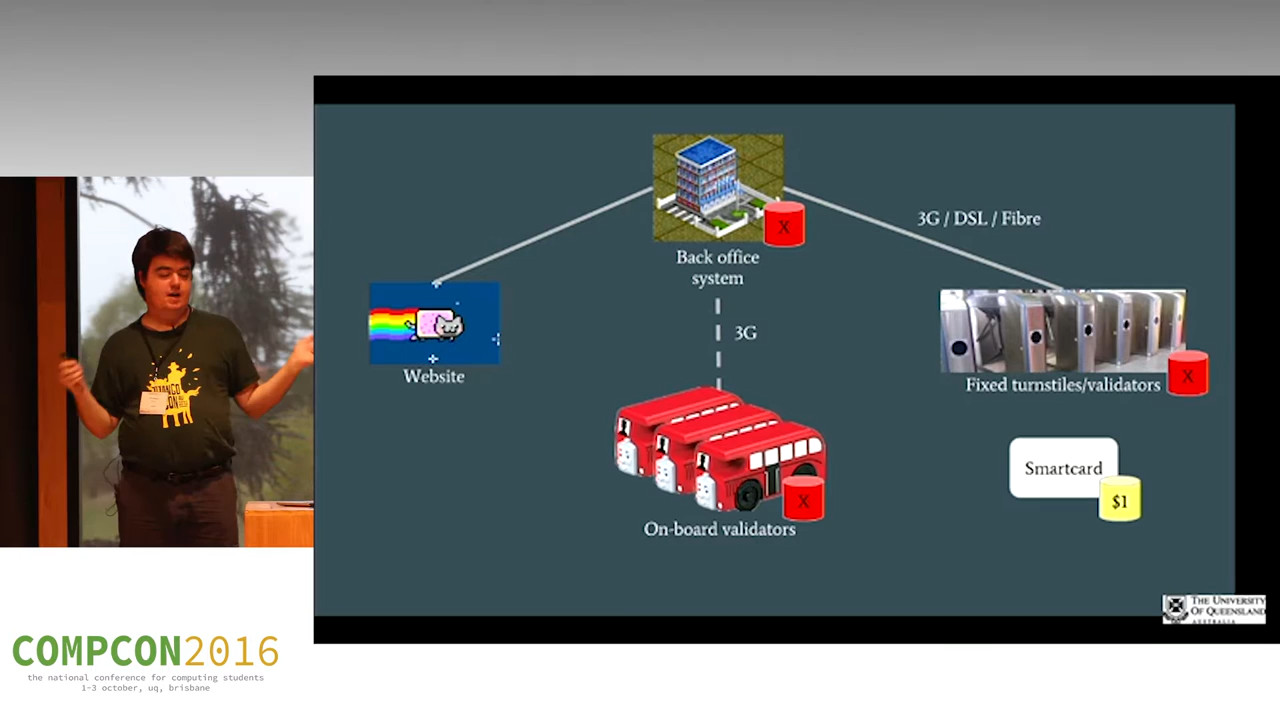 X
3G / DSL / Fibre
Back office
system
3G
Website
Fixed turnstiles/validators
X
Smartcard
$1
X
On-board validators
THE UNIVERSITY
OF QUEENSLAND
AUSTRALIA
COMPCON2016
the national conference for computing students
1-3 october, uq, brisbane